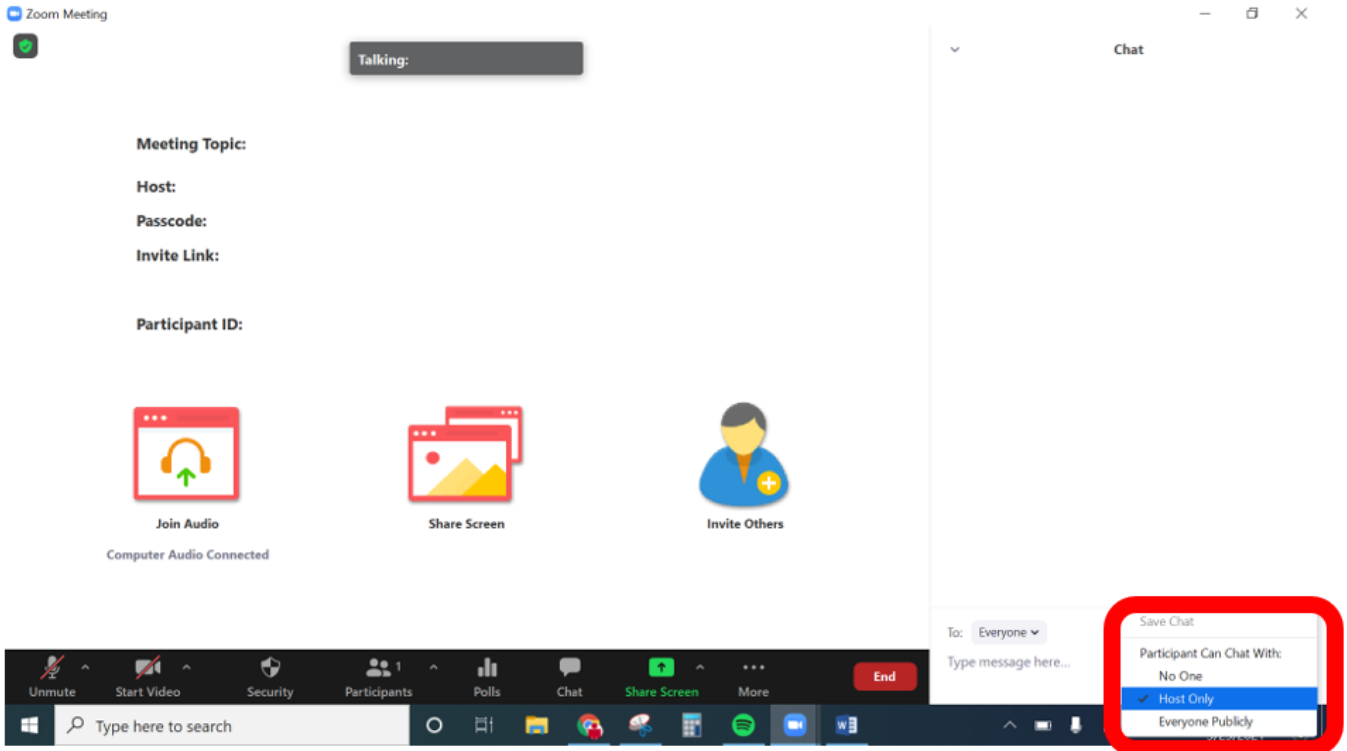 Zoom Meeting
Talking:
Chat
Meeting Topic:
Host:
Passcode:
Invite Link:
Participant ID:
Join Audio
Share Screen
Invite Others
Computer Audio Connected
To: Everyone
Type message here...
Save Chat
Participant Can Chat With:
No One
Host Only
Everyone Publicly
1
Unmute
Start Video
Security
Participants
Polls
Chat
Share Screen
More
End
Type here to search
W